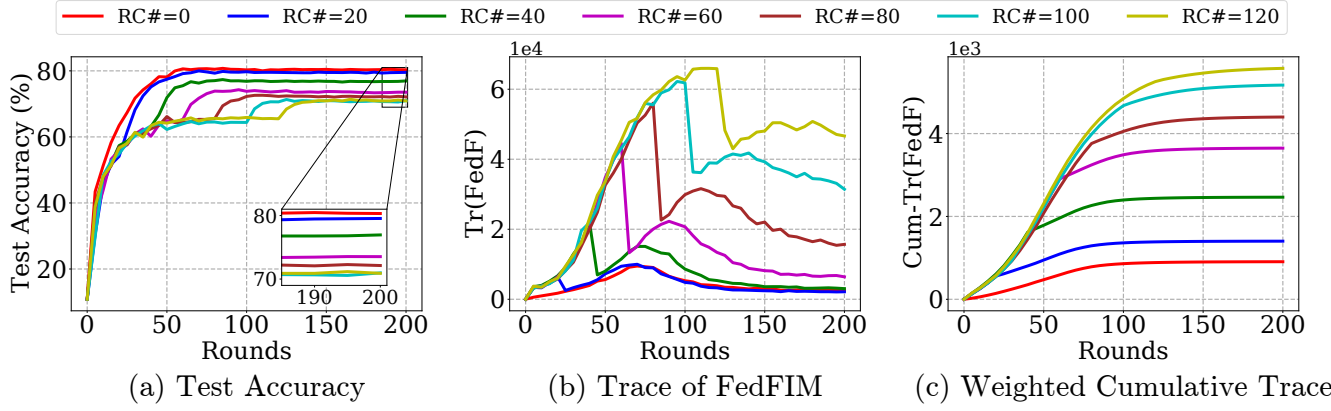 RC#=0 RC#=20 RC#=40 RC#=60 RC#=80 RC#=100 RC#=120
Test Accuracy (%)
80
60
40
20
80
70
190 200
0 50 100 150 200
Rounds
(a) Test Accuracy
1e4
Tr(FedF)
6
4
2
0
0 50 100 150 200
Rounds
(b) Trace of FedFIM
1e3
Cum-Tr(FedF)
4
2
0
0 50 100 150 200
Rounds
(c) Weighted Cumulative Trace